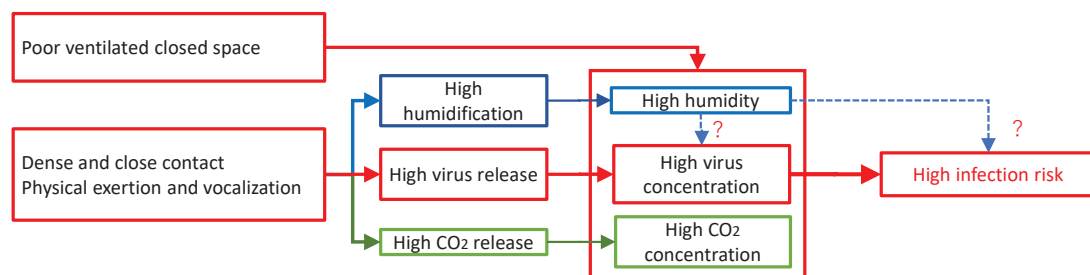 Poor ventilated closed space
High
humidification
High humidity
?
?
Dense and close contact
Physical exertion and vocalization
High virus release
High virus
concentration
High infection risk
High CO2 release
High CO2
concentration